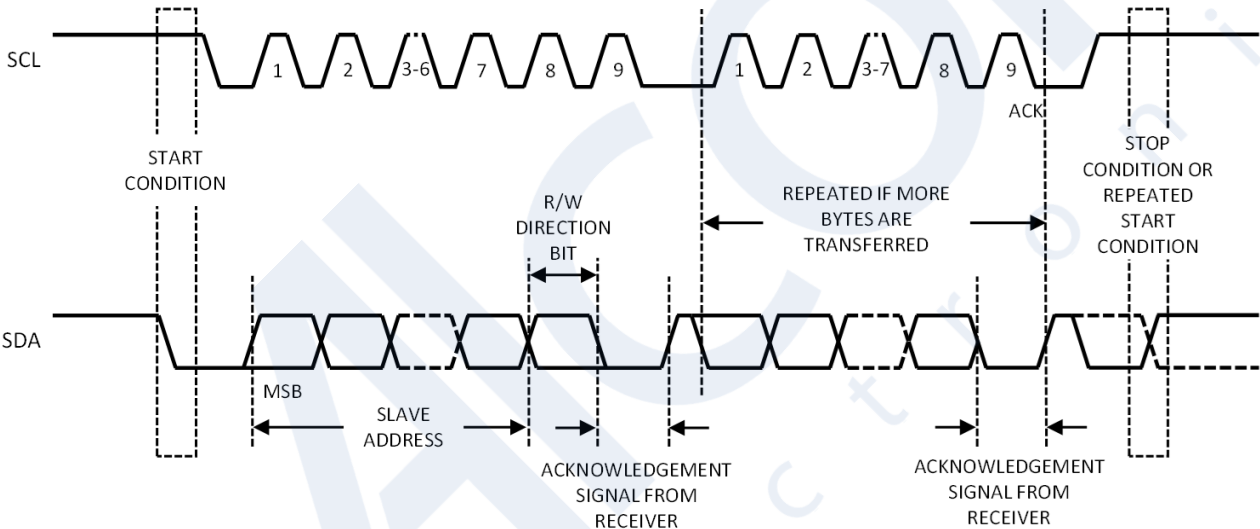 SCL
1
2
3-6
7
8
9
1
2
3-7
8
9
ACK
START
CONDITION
R/W
DIRECTION
BIT
REPEATED IF MORE
BYTES ARE
TRANSFERRED
STOP
CONDITION OR
REPEATED
START
CONDITION
SDA
MSB
SLAVE
ADDRESS
ACKNOWLEDGEMENT
SIGNAL FROM
RECEIVER
ACKNOWLEDGEMENT
SIGNAL FROM
RECEIVER